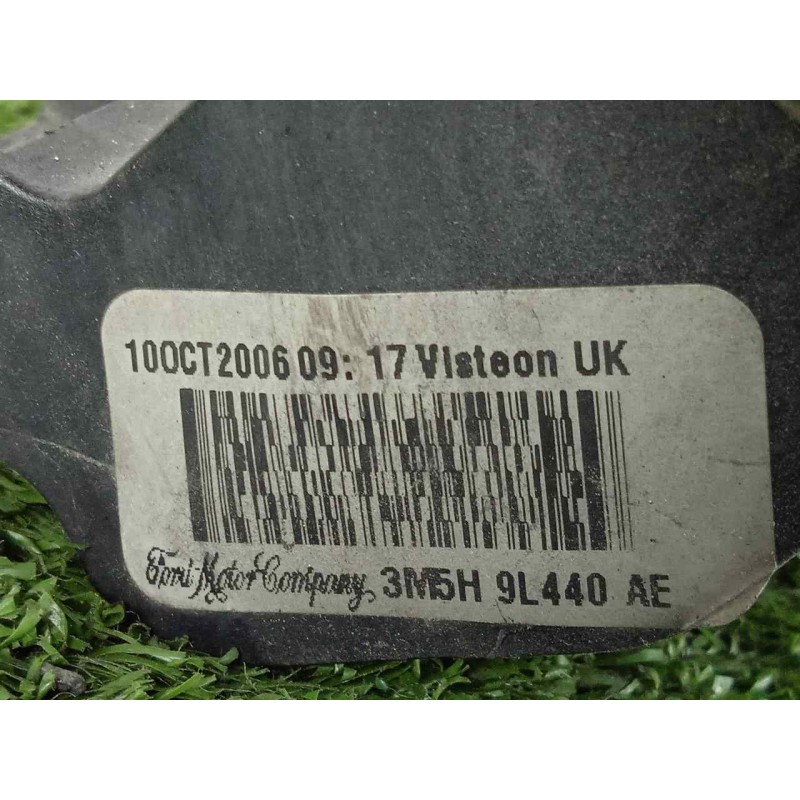 10OCT2006 09:17 Visteon UK
Ford Motor Company 3M5H 9L440 AE